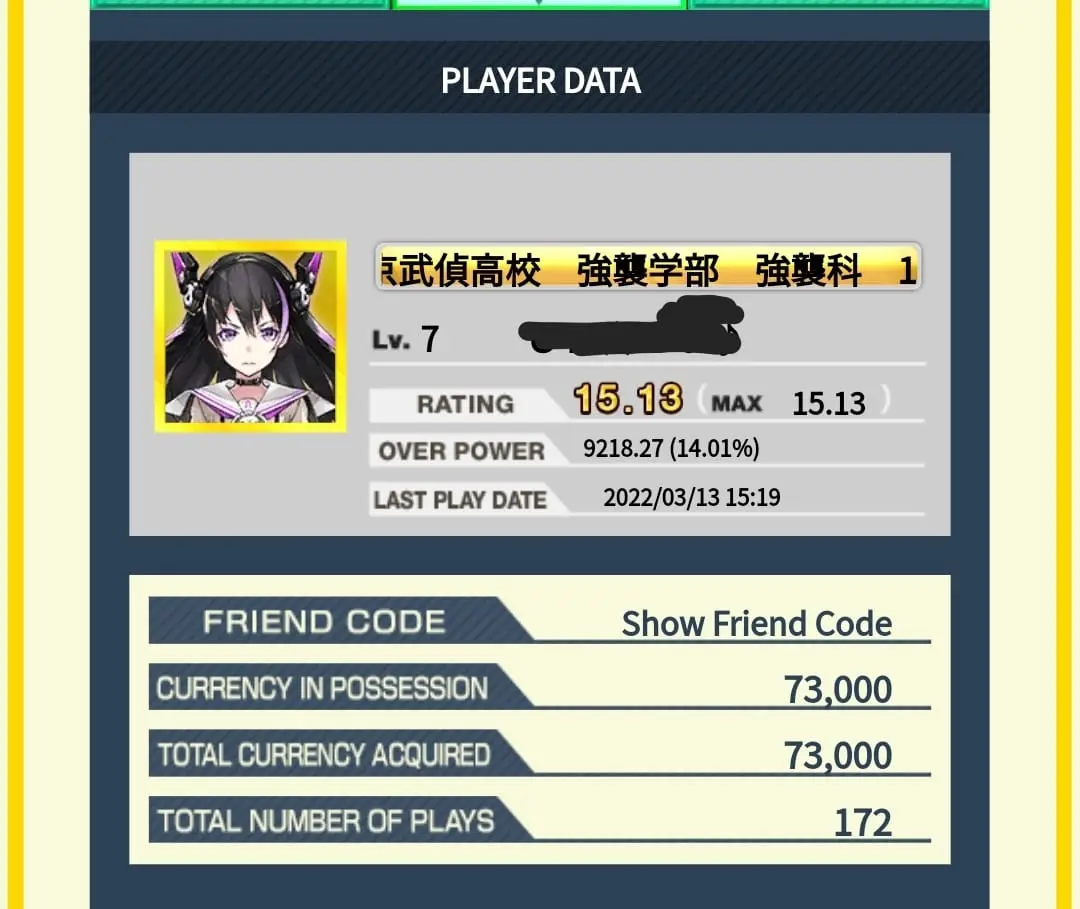 PLAYER DATA
京武偵高校　強襲学部　強襲科　1
Lv. 7
RATING 15.13 (MAX 15.13)
OVER POWER 9218.27 (14.01%)
LAST PLAY DATE 2022/03/13 15:19
FRIEND CODE Show Friend Code
CURRENCY IN POSSESSION 73,000
TOTAL CURRENCY ACQUIRED 73,000
TOTAL NUMBER OF PLAYS 172